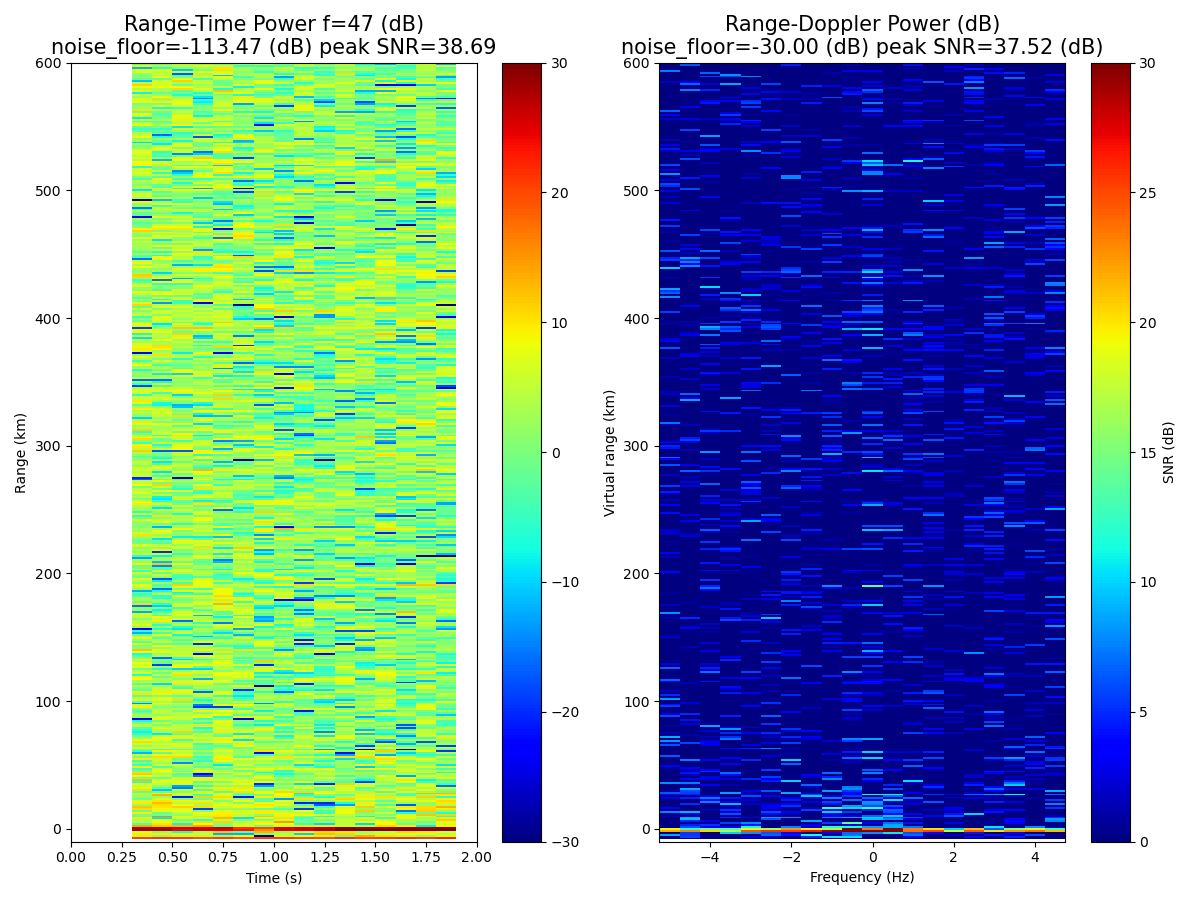 Range-Time Power f=47 (dB)
noise_floor=-113.47 (dB) peak SNR=38.69
Range (km)
600
500
400
300
200
100
0
0.00 0.25 0.50 0.75 1.00 1.25 1.50 1.75 2.00
Time (s)
30
20
10
0
−10
−20
−30
Range-Doppler Power (dB)
noise_floor=-30.00 (dB) peak SNR=37.52 (dB)
Virtual range (km)
600
500
400
300
200
100
0
−4 −2 0 2 4
Frequency (Hz)
30
25
20
15
10
5
0
SNR (dB)